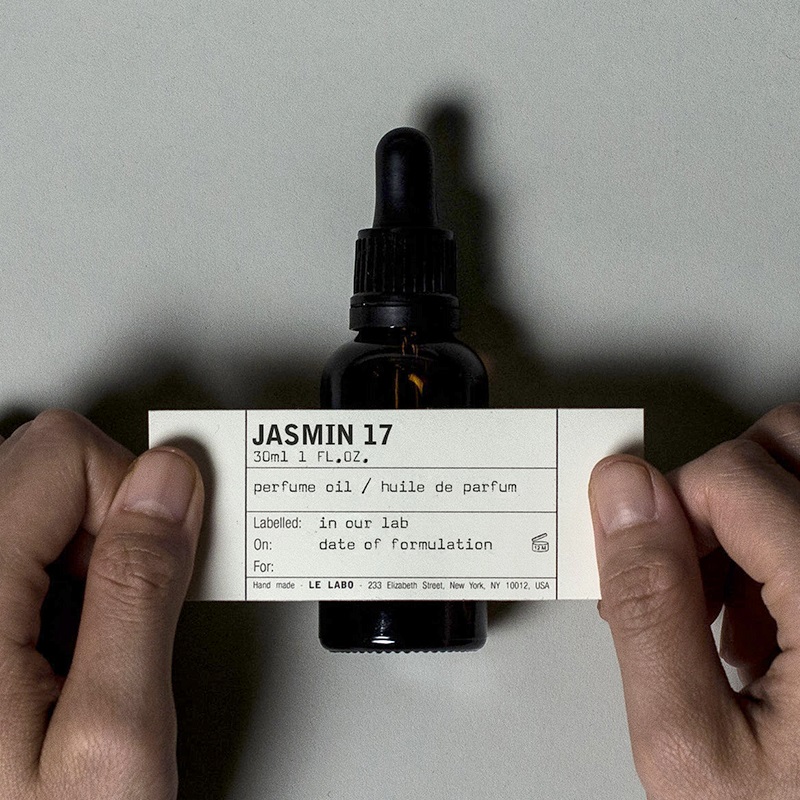 JASMIN 17
30ml 1 FL.OZ.
perfume oil / huile de parfum
Labelled: in our lab
On: date of formulation
For:
Hand made - LE LABO - 233 Elizabeth Street, New York, NY 10012, USA